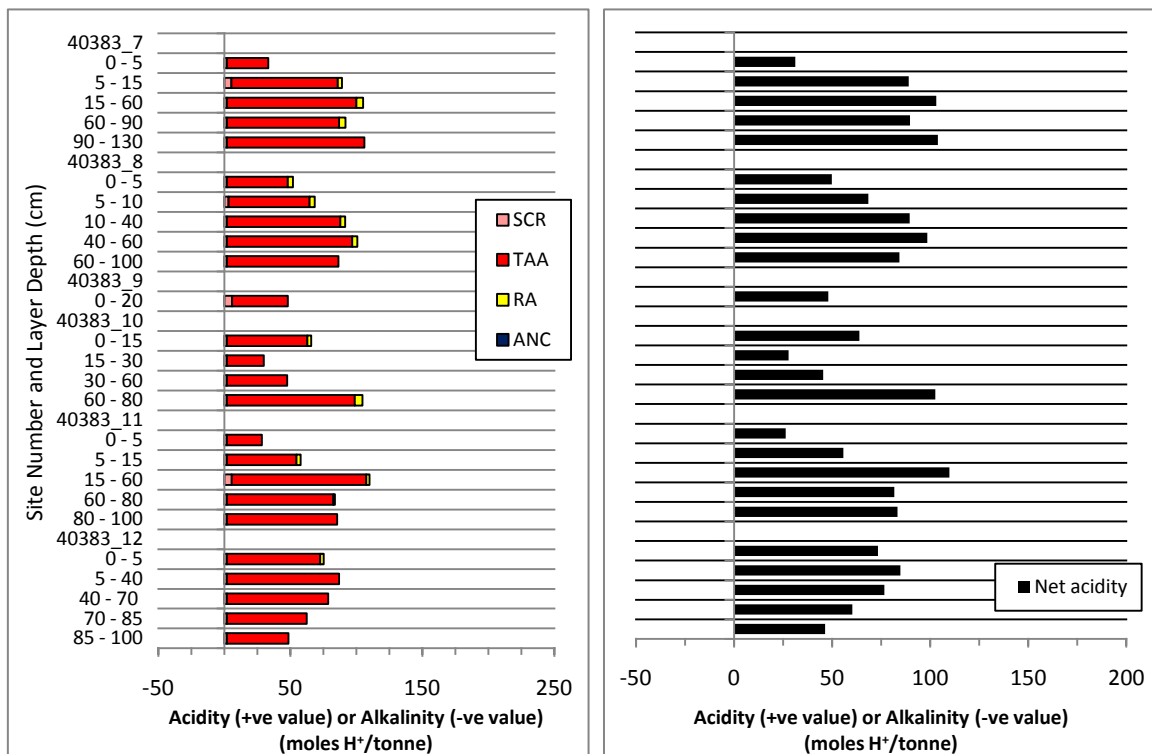 Site Number and Layer Depth (cm)
40383_7
0 - 5
5 - 15
15 - 60
60 - 90
90 - 130
40383_8
0 - 5
5 - 10
10 - 40
40 - 60
60 - 100
40383_9
0 - 20
40383_10
0 - 15
15 - 30
30 - 60
60 - 80
40383_11
0 - 5
5 - 15
15 - 60
60 - 80
80 - 100
40383_12
0 - 5
5 - 40
40 - 70
70 - 85
85 - 100
SCR
TAA
RA
ANC
-50 50 150 250
Acidity (+ve value) or Alkalinity (-ve value)
(moles H⁺/tonne)
Net acidity
-50 0 50 100 150 200
Acidity (+ve value) or Alkalinity (-ve value)
(moles H⁺/tonne)